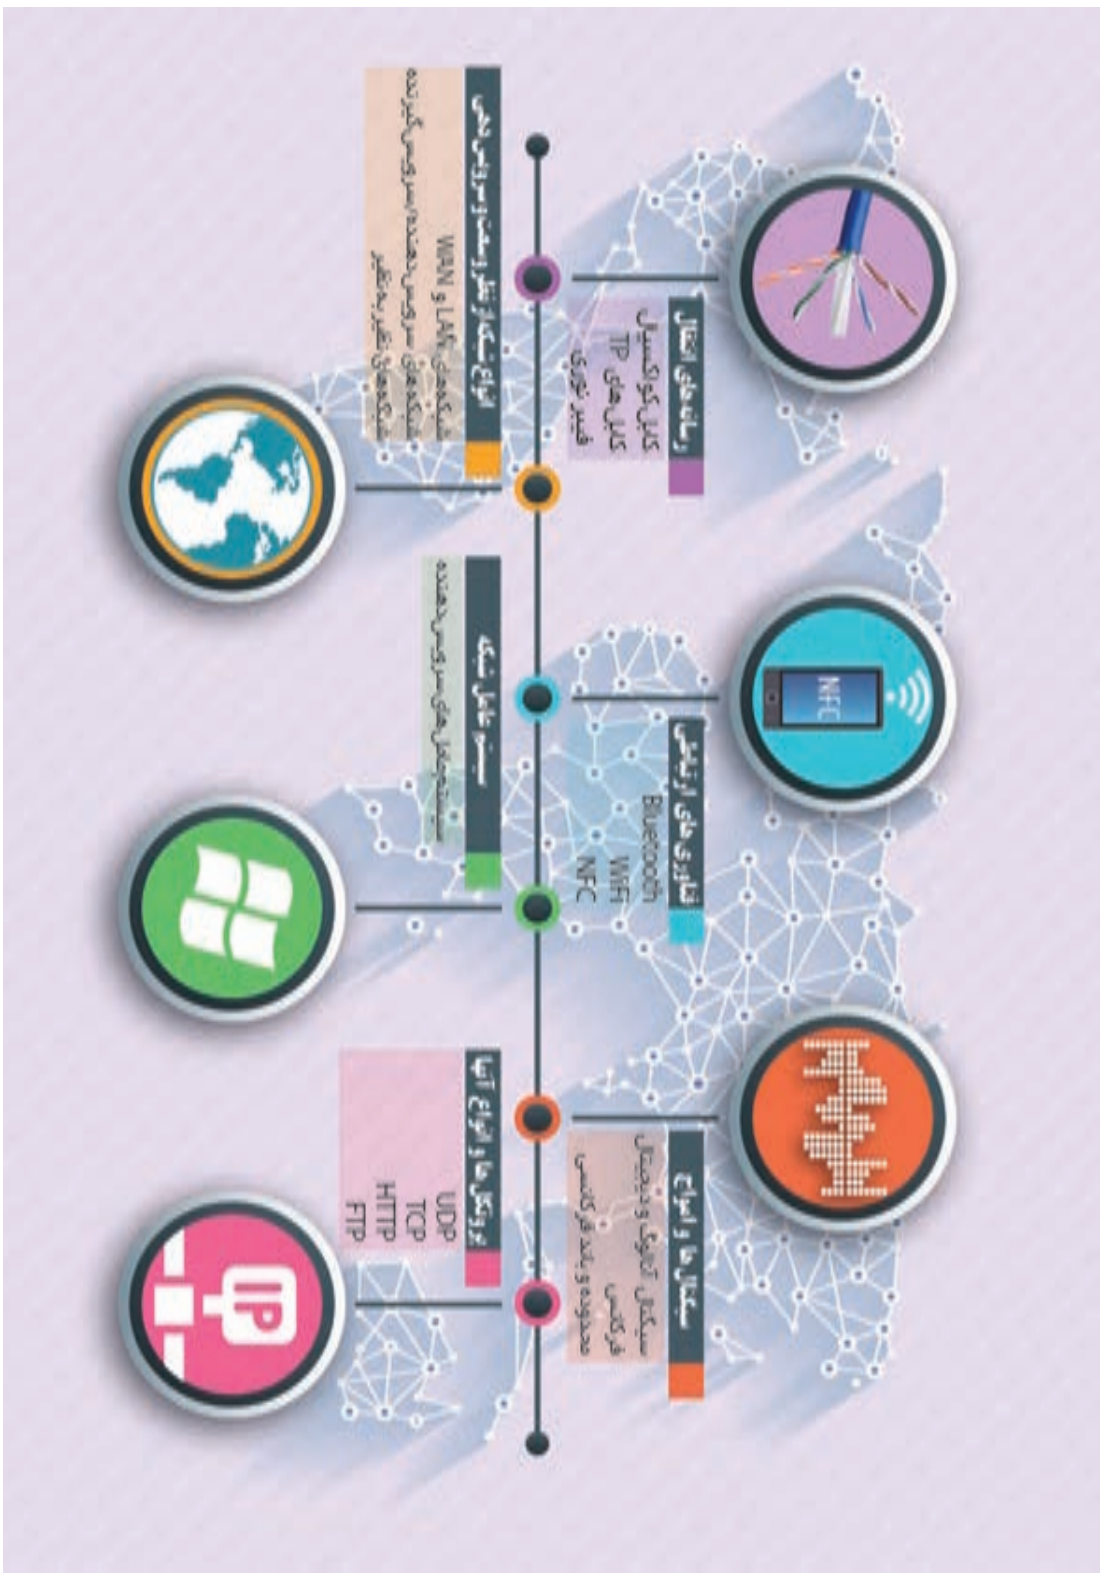 سیگنال ها و امواج
سیگنال آنالوگ و دیجیتال
فرکانس
محدوده و باند فرکانسی
NFC
فناوری های ارتباطی
Bluetooth
WiFi
NFC
رسانه های انتقال
کابل کواکسیال
کابل های TP
فیبر نوری
پروتکل ها و انواع آنها
UDP
TCP
HTTP
FTP
IP
سیستم عامل شبکه
سیستم‌عامل‌های سرویس‌دهنده
انواع شبکه از نظر وسعت و سرویس دهی
شبکه‌های LAN و WAN
شبکه‌های سرویس‌دهنده/سرویس‌گیرنده
شبکه‌های نظیر به نظیر